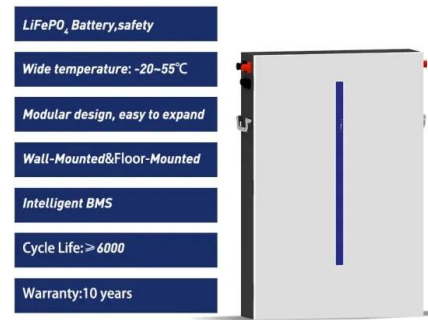 LiFePO₄ Battery,safety
Wide temperature: -20~55℃
Modular design, easy to expand
Wall-Mounted&Floor-Mounted
Intelligent BMS
Cycle Life:≥6000
Warranty:10 years